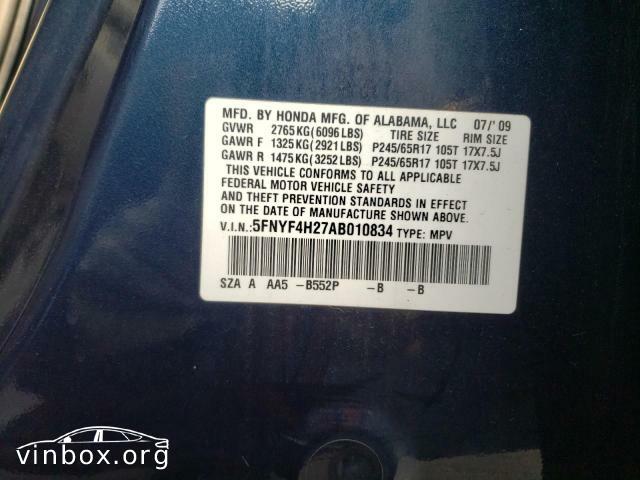 MFD. BY HONDA MFG. OF ALABAMA, LLC 07/'09
GVWR 2765KG(6096LBS) TIRE SIZE RIM SIZE
GAWR F 1325KG(2921LBS) P245/65R17 105T 17X7.5J
GAWR R 1475KG(3252LBS) P245/65R17 105T 17X7.5J
THIS VEHICLE CONFORMS TO ALL APPLICABLE
FEDERAL MOTOR VEHICLE SAFETY
AND THEFT PREVENTION STANDARDS IN EFFECT
ON THE DATE OF MANUFACTURE SHOWN ABOVE.
V.I.N.:5FNYF4H27AB010834 TYPE: MPV
SZA A AA5 -B552P -B -B
vinbox.org